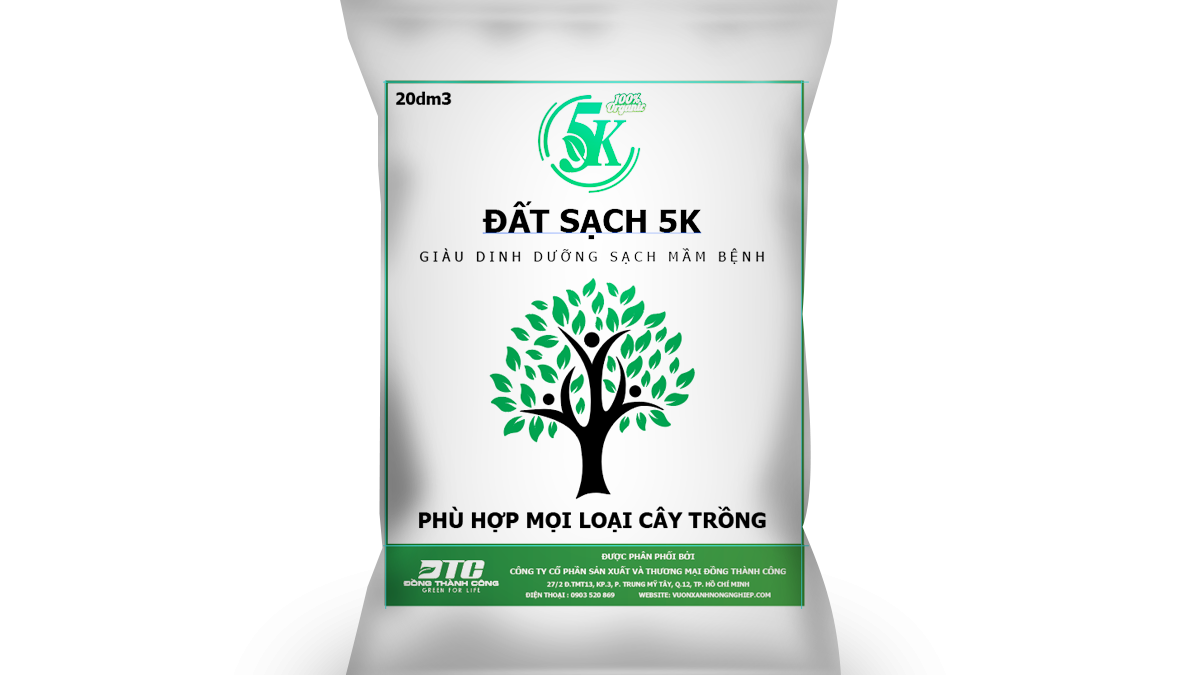 20dm3
100%
Organic
5K
ĐẤT SẠCH 5K
GIÀU DINH DƯỠNG SẠCH MẦM BỆNH
PHÙ HỢP MỌI LOẠI CÂY TRỒNG
DTC
ĐỒNG THÀNH CÔNG
GREEN FOR LIFE
ĐƯỢC PHÂN PHỐI BỞI
CÔNG TY CỔ PHẦN SẢN XUẤT VÀ THƯƠNG MẠI ĐỒNG THÀNH CÔNG
27/2 Đ.TMT13, KP.3, P. TRUNG MỸ TÂY, Q.12, TP. HỒ CHÍ MINH
ĐIỆN THOẠI : 0903 520 869 WEBSITE: VUONXANHNONGNGHIEP.COM